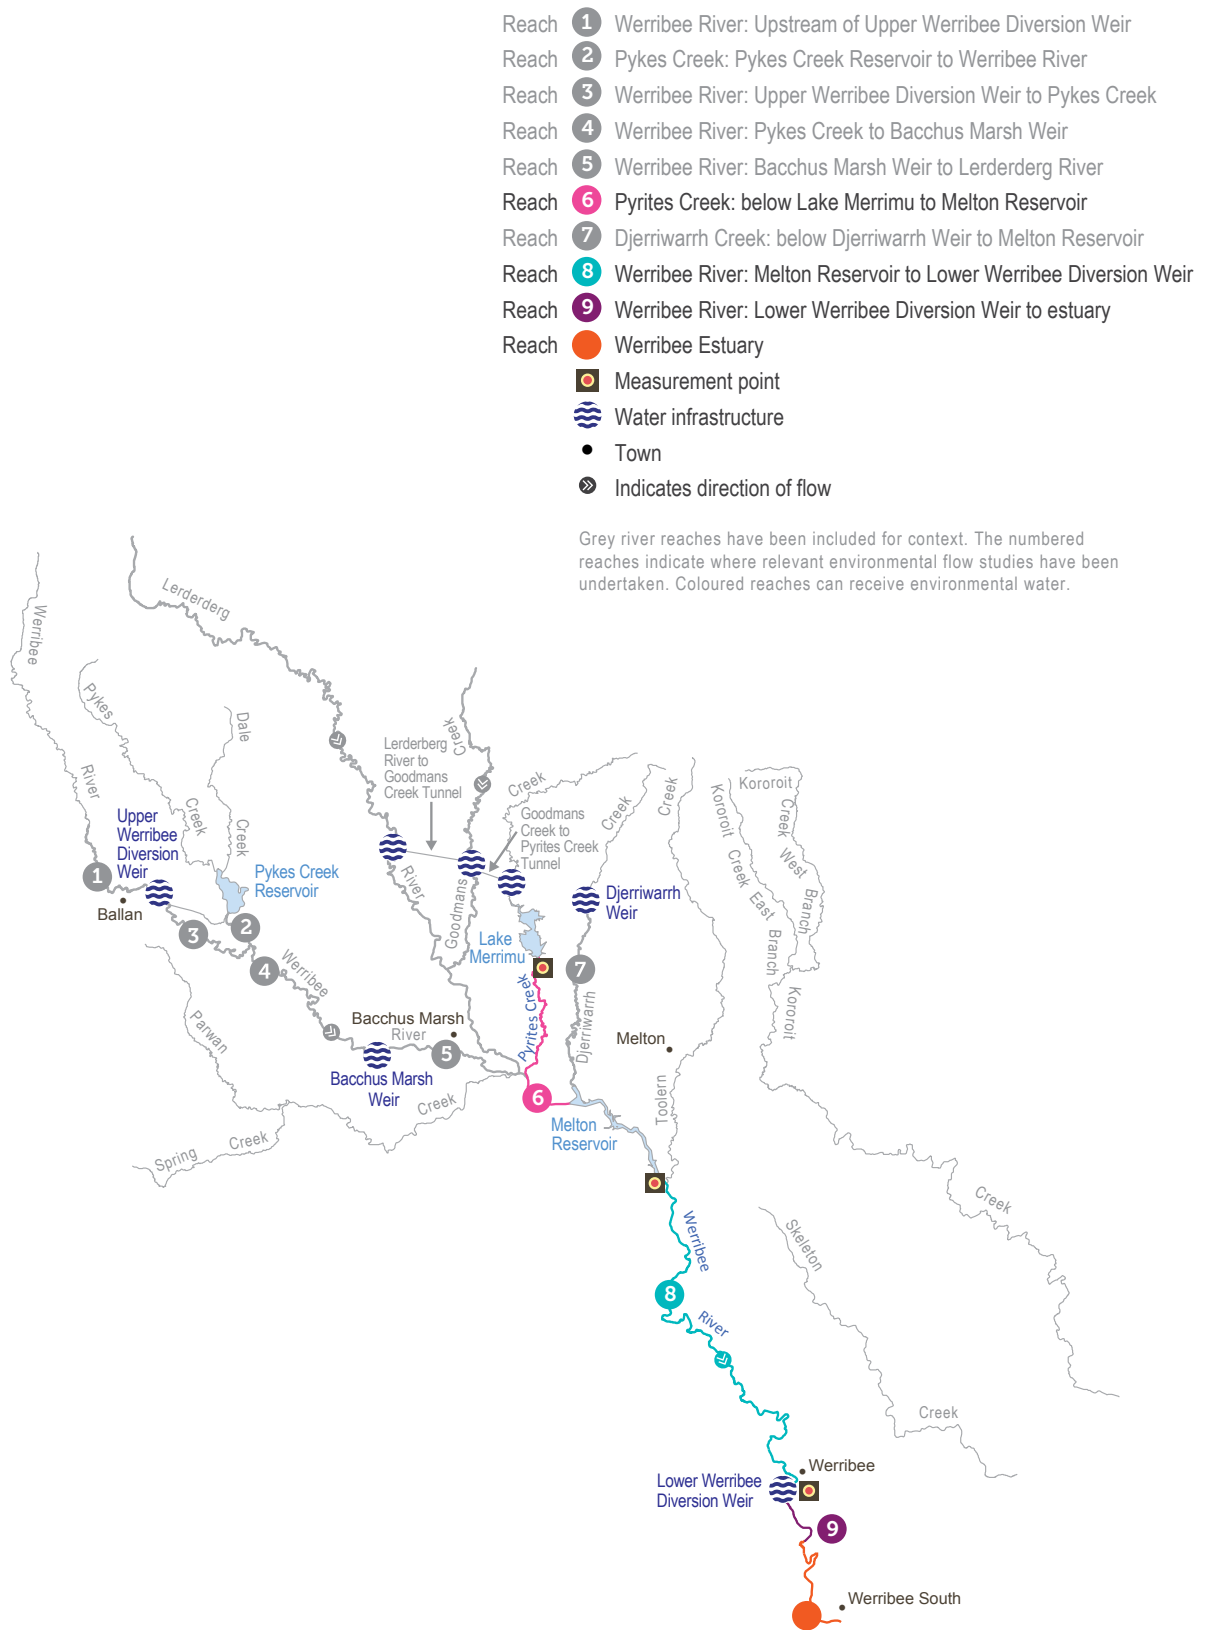 Reach 1 Werribee River: Upstream of Upper Werribee Diversion Weir
Reach 2 Pykes Creek: Pykes Creek Reservoir to Werribee River
Reach 3 Werribee River: Upper Werribee Diversion Weir to Pykes Creek
Reach 4 Werribee River: Pykes Creek to Bacchus Marsh Weir
Reach 5 Werribee River: Bacchus Marsh Weir to Lerderderg River
Reach 6 Pyrites Creek: below Lake Merrimu to Melton Reservoir
Reach 7 Djerriwarrh Creek: below Djerriwarrh Weir to Melton Reservoir
Reach 8 Werribee River: Melton Reservoir to Lower Werribee Diversion Weir
Reach 9 Werribee River: Lower Werribee Diversion Weir to estuary
Reach Werribee Estuary
Measurement point
Water infrastructure
Town
Indicates direction of flow
Grey river reaches have been included for context. The numbered
reaches indicate where relevant environmental flow studies have been
undertaken. Coloured reaches can receive environmental water.
Lerderderg
River
Werribee
River
Pykes
Creek
Dale
Creek
Lerderberg
River to
Goodmans
Creek Tunnel
Creek
Goodmans
Goodmans
Creek to
Pyrites Creek
Tunnel
Creek
Creek
Creek
Kororoit
Creek
East
Branch
Kororoit
Creek
West
Branch
Kororoit
Creek
Upper
Werribee
Diversion
Weir
1
Ballan
Pykes Creek
Reservoir
2
3
4
Werribee
River
Djerriwarrh
Weir
Lake
Merrimu
7
Pyrites Creek
Djerriwarrh
Parwan
Creek
Bacchus Marsh
5
Bacchus Marsh
Weir
Melton
Toolern
6
Melton
Reservoir
Spring
Creek
Werribee
River
8
Skeleton
Creek
Werribee
Lower Werribee
Diversion Weir
9
Werribee South